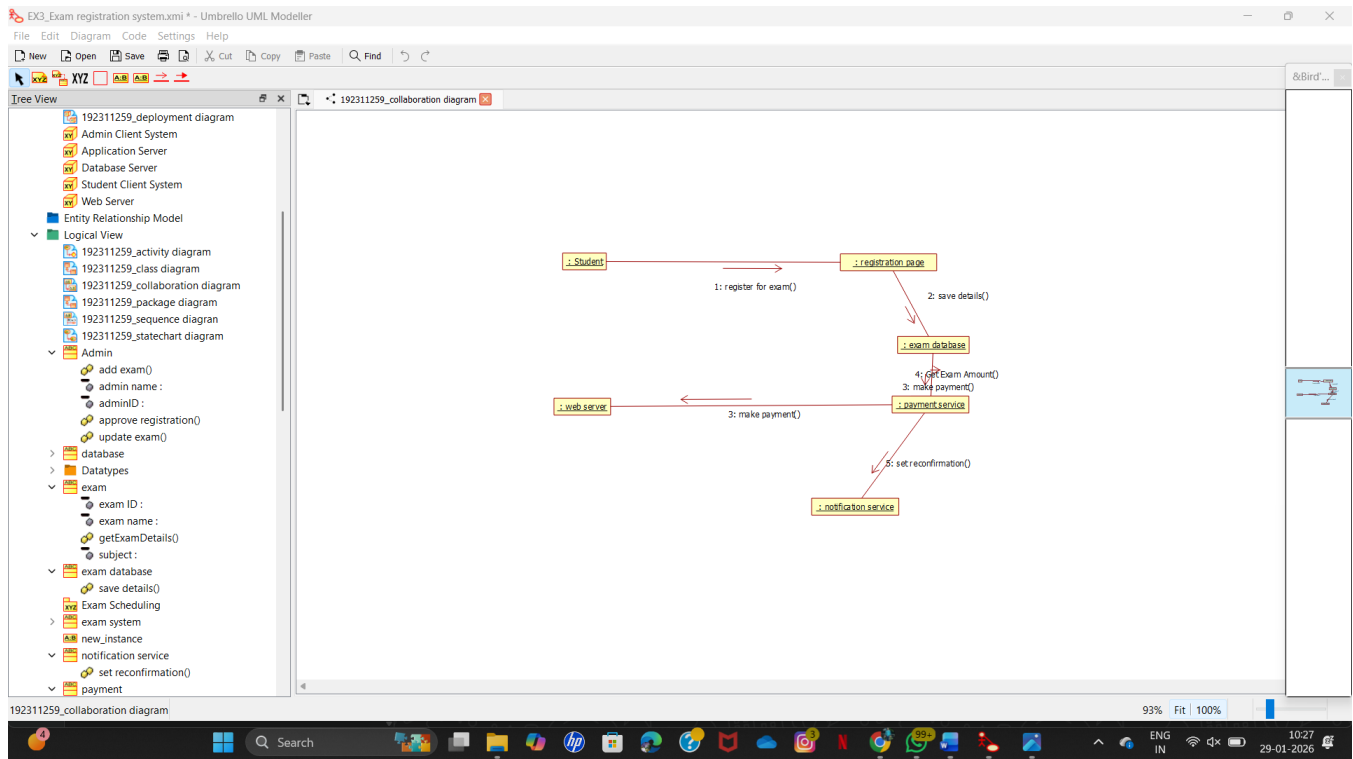 EX3_Exam registration system.xmi * - Umbrello UML Modeller
File Edit Diagram Code Settings Help
New Open Save Cut Copy Paste Find
XYZ XYZ A:B A:B
&Bird'...
Tree View
192311259_collaboration diagram
192311259_deployment diagram
Admin Client System
Application Server
Database Server
Student Client System
Web Server
Entity Relationship Model
Logical View
192311259_activity diagram
192311259_class diagram
192311259_collaboration diagram
192311259_package diagram
192311259_sequence diagran
192311259_statechart diagram
Admin
add exam()
admin name :
adminID :
approve registration()
update exam()
database
Datatypes
exam
exam ID :
exam name :
getExamDetails()
subject :
exam database
save details()
Exam Scheduling
exam system
new_instance
notification service
set reconfirmation()
payment
: Student
: registration page
1: register for exam()
2: save details()
: exam database
4: Get Exam Amount()
3: make payment()
: web server
: payment service
3: make payment()
5: set reconfirmation()
: notification service
192311259_collaboration diagram
93% Fit 100%
4
Search
3
99+
ENG
IN
10:27
29-01-2026